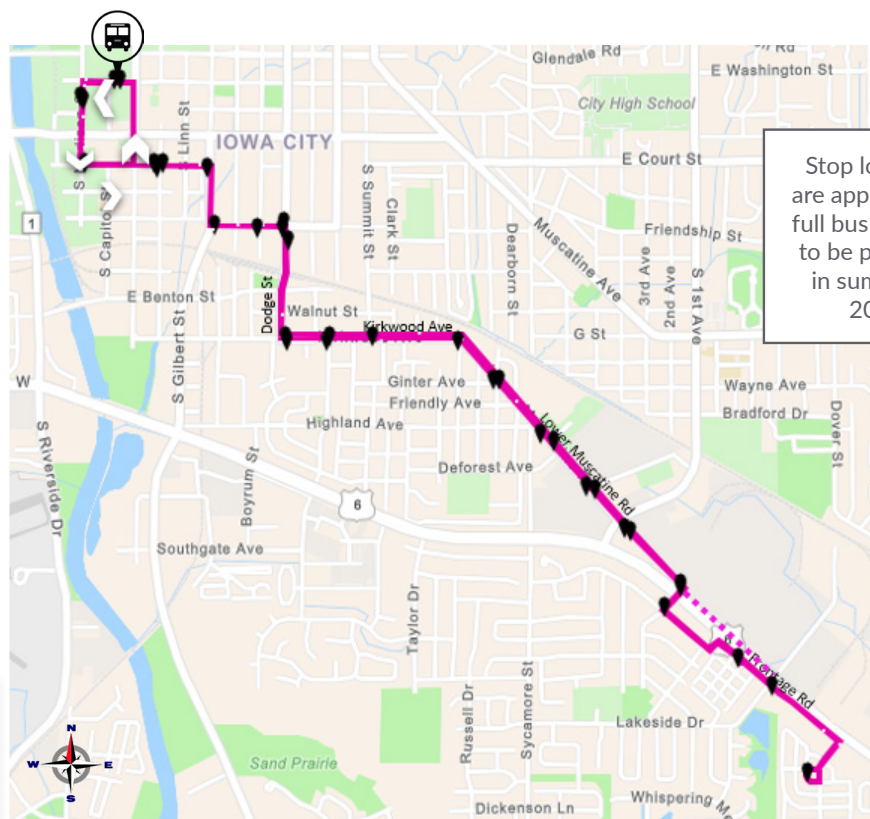 Glendale Rd
E Washington St
City High School
S Linn St
IOWA CITY
E Court St
Stop lo
are app
full bus
to be p
in sum
20
S Summit St
Clark St
Muscatine Ave
Friendship St
1
S Capitol St
Dearborn St
3rd Ave
2nd Ave
S 1st Ave
E Benton St
Dodge St
Walnut St
Kirkwood Ave
G St
S Gilbert St
W
Ginter Ave
Friendly Ave
Wayne Ave
Bradford Dr
Highland Ave
Dover St
S Riverside Dr
Boyrum St
Deforest Ave
Lower Muscatine Rd
6
Southgate Ave
Taylor Dr
Sycamore St
6
Frontage Rd
Russell Dr
Lakeside Dr
N
W
E
S
Sand Prairie
Whispering Me
Dickenson Ln